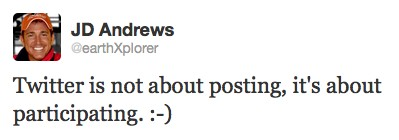 JD Andrews
@earthXplorer
Twitter is not about posting, it's about
participating. :-)